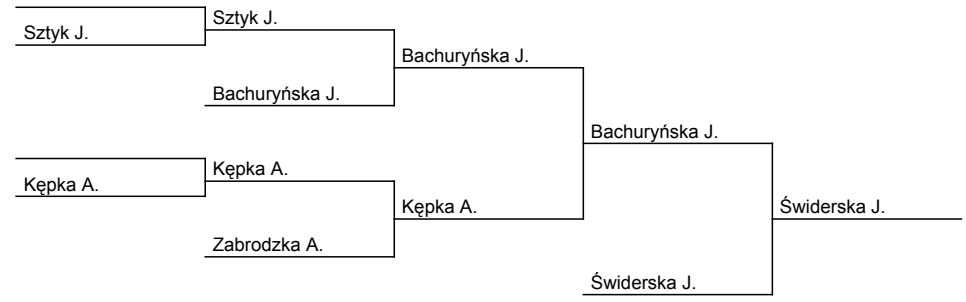 Sztyk J.
Sztyk J.
Bachuryńska J.
Bachuryńska J.
Bachuryńska J.
Kępka A.
Kępka A.
Kępka A.
Świderska J.
Zabrodzka A.
Świderska J.